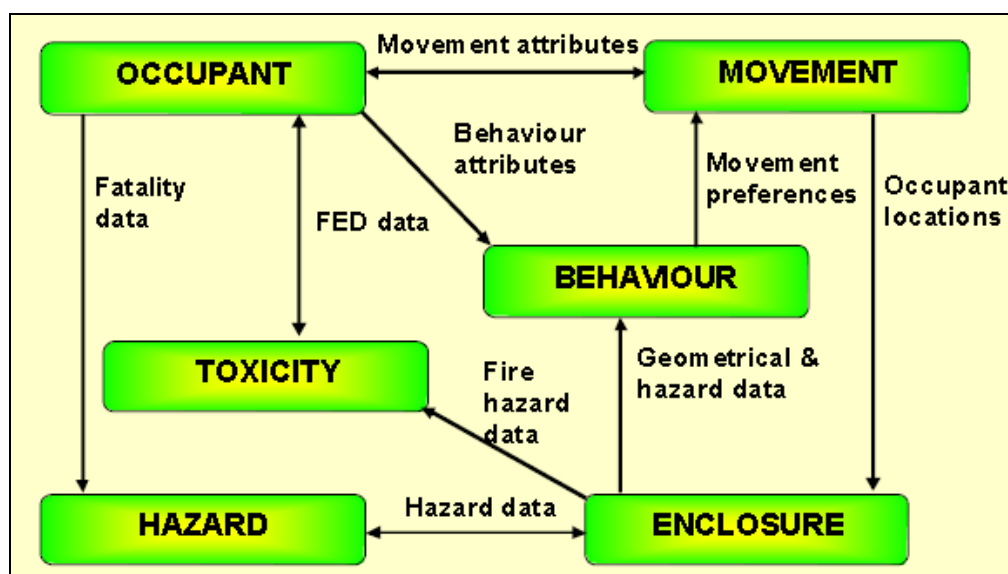 Movement attributes
OCCUPANT
MOVEMENT
Behaviour
attributes
Movement
preferences
Occupant
locations
Fatality
data
FED data
BEHAVIOUR
TOXICITY
Fire
hazard
data
Geometrical &
hazard data
HAZARD
Hazard data
ENCLOSURE